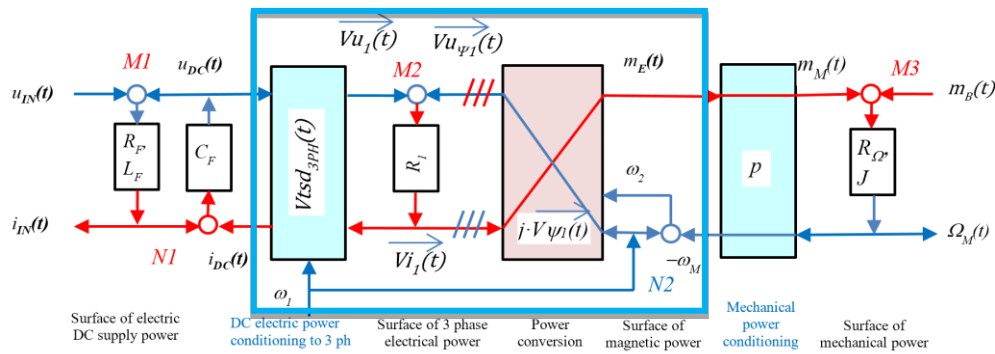 Vu1(t) VuΨ1(t)
M1 uDC(t) M2 mE(t) mM(t) M3
uIN(t) mB(t)
RF,
LF
CF
Vtsd3PH(t)
R1
p
RΩ,
J
ω2
j·Vψ1(t)
iIN(t) ΩM(t)
N1 iDC(t) Vi1(t) −ωM
ω1 N2
Surface of electric
DC supply power
DC electric power
conditioning to 3 ph
Surface of 3 phase
electrical power
Power
conversion
Surface of
magnetic power
Mechanical
power
conditioning
Surface of
mechanical power